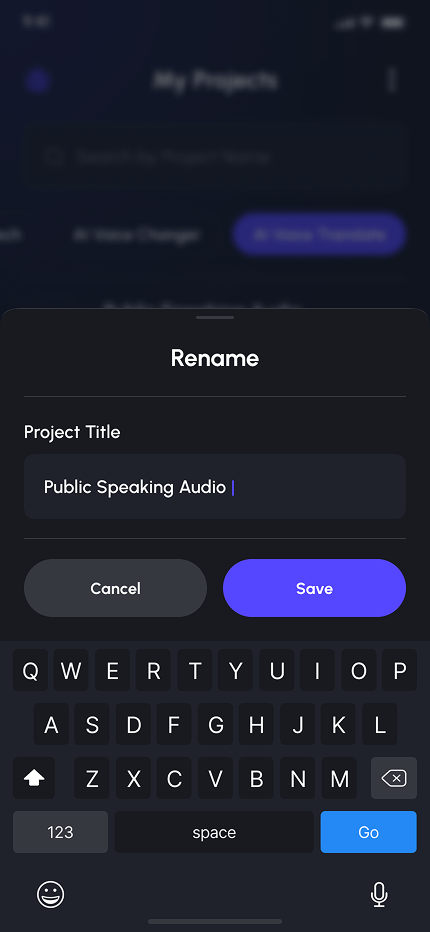 9:41
My Projects
Search by Project Name
AI Voice Changer AI Voice Translate
Public Speaking Audio
Rename
Project Title
Public Speaking Audio
Cancel Save
Q W E R T Y U I O P
A S D F G H J K L
Z X C V B N M
123 space Go